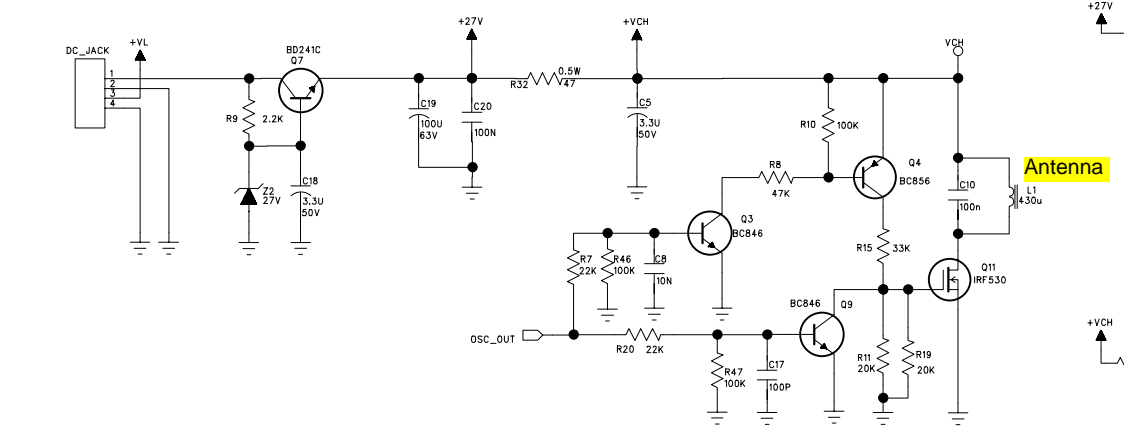 +27V
+27V
+VCH
DC_JACK
+VL
BD241C
Q7
VCH
1
2
3
4
R32
0.5W
47
R9
2.2K
C19
100U
63V
C20
100N
C5
3.3U
50V
R10
100K
Q4
BC856
R8
47K
Antenna
C10
100n
L1
430u
Z2
27V
C18
3.3U
50V
Q3
BC846
R7
22K
R46
100K
C8
10N
R15
33K
Q11
IRF530
BC846
Q9
OSC_OUT
R20
22K
+VCH
R47
100K
C17
100P
R11
20K
R19
20K